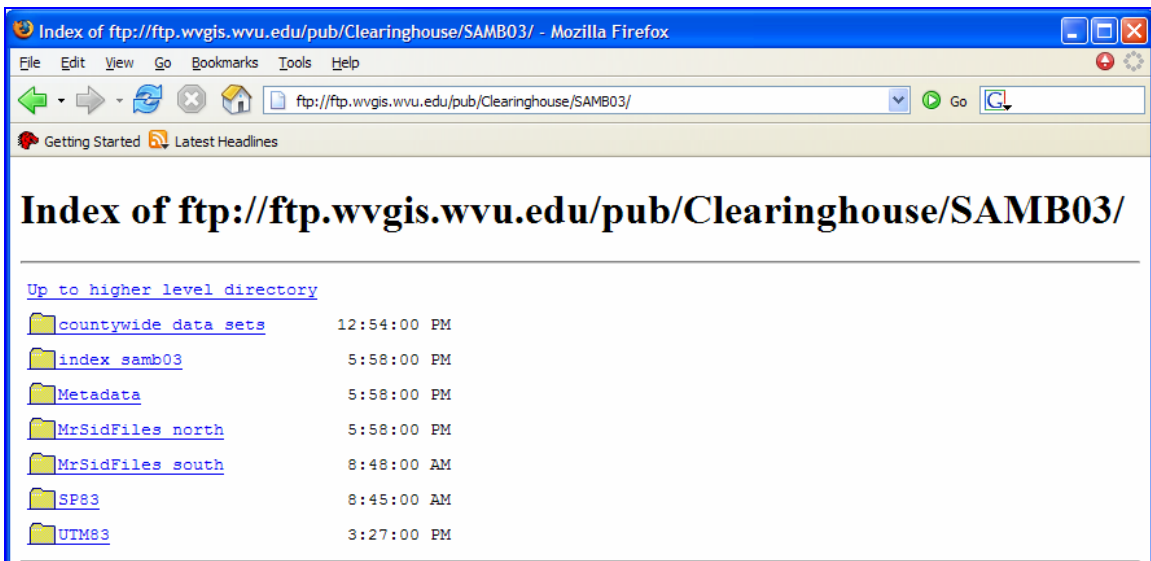 Index of ftp://ftp.wvgis.wvu.edu/pub/Clearinghouse/SAMB03/ - Mozilla Firefox
File Edit View Go Bookmarks Tools Help
ftp://ftp.wvgis.wvu.edu/pub/Clearinghouse/SAMB03/ Go G
Getting Started Latest Headlines
Index of ftp://ftp.wvgis.wvu.edu/pub/Clearinghouse/SAMB03/
Up to higher level directory
countywide data sets 12:54:00 PM
index samb03 5:58:00 PM
Metadata 5:58:00 PM
MrSidFiles north 5:58:00 PM
MrSidFiles south 8:48:00 AM
SP83 8:45:00 AM
UTM83 3:27:00 PM